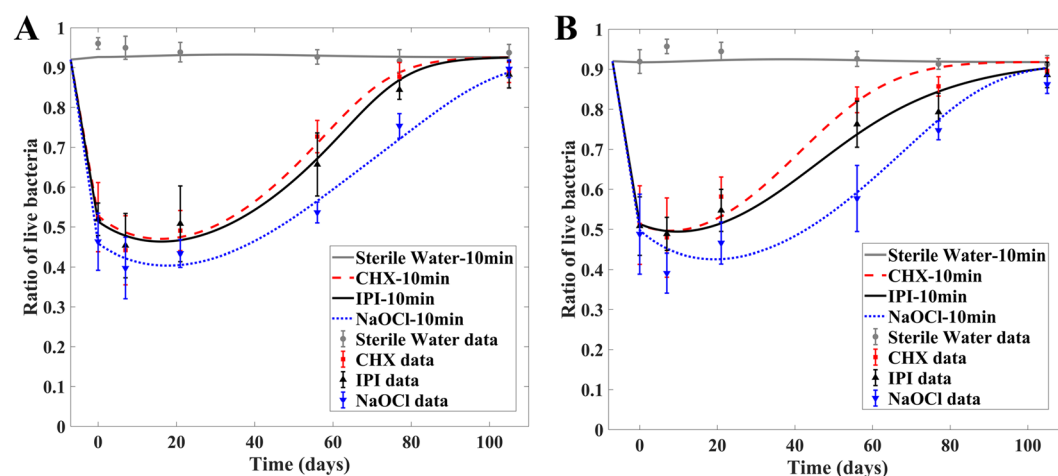 A
Ratio of live bacteria
1
0.9
0.8
0.7
0.6
0.5
0.4
0.3
0.2
0.1
0
0
20
40
60
80
100
Time (days)
Sterile Water-10min
CHX-10min
IPI-10min
NaOCl-10min
Sterile Water data
CHX data
IPI data
NaOCl data
B
Ratio of live bacteria
1
0.9
0.8
0.7
0.6
0.5
0.4
0.3
0.2
0.1
0
0
20
40
60
80
100
Time (days)
Sterile Water-10min
CHX-10min
IPI-10min
NaOCl-10min
Sterile Water data
CHX data
IPI data
NaOCl data